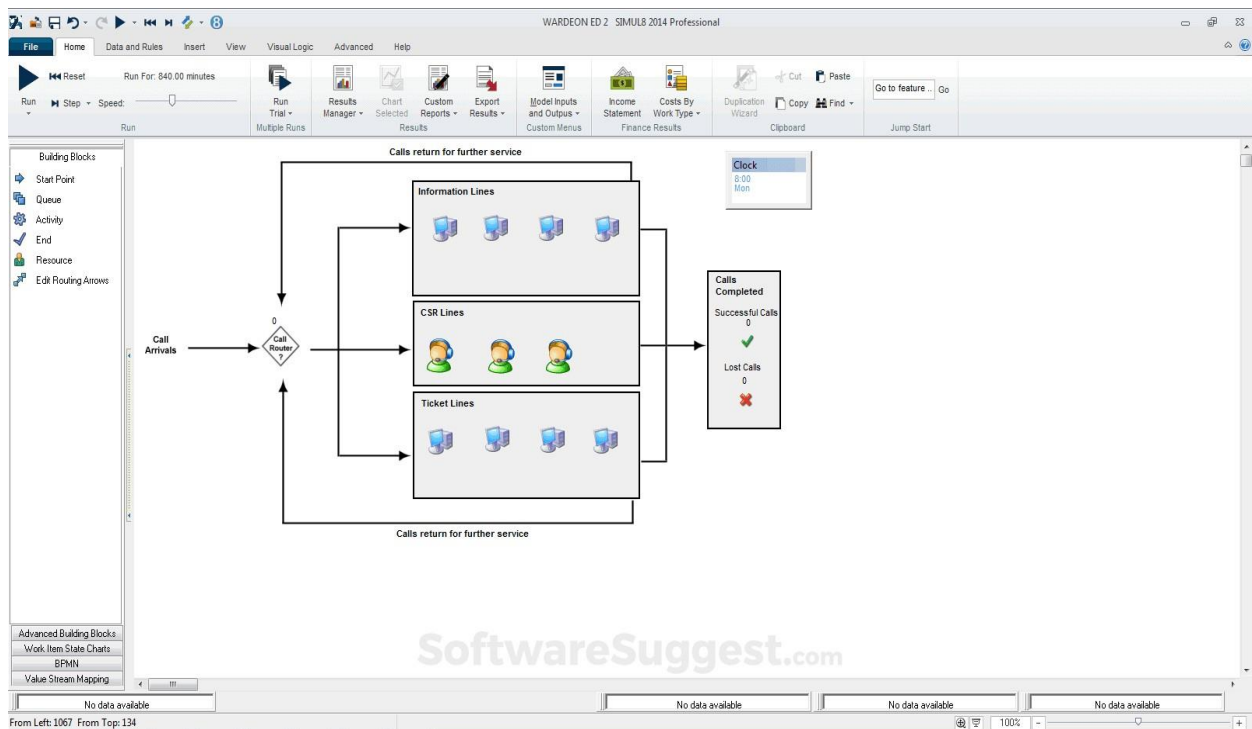 WARDEON ED 2 SIMUL8 2014 Professional
File Home Data and Rules Insert View Visual Logic Advanced Help
Reset Run For: 840.00 minutes
Run Step Speed:
Run
Run Trial
Multiple Runs
Results Manager
Chart Selected
Custom Reports
Export Results
Results
Model Inputs and Outpus
Custom Menus
Income Statement
Costs By Work Type
Finance Results
Duplication Wizard
Cut
Copy
Paste
Find
Clipboard
Go to feature .. Go
Jump Start
Building Blocks
Start Point
Queue
Activity
End
Resource
Edit Routing Arrows
Advanced Building Blocks
Work Item State Charts
BPMN
Value Stream Mapping
Calls return for further service
Clock
8:00
Mon
Information Lines
Call
Arrivals
0
Call
Router
?
CSR Lines
Ticket Lines
Calls
Completed
Successful Calls
0
Lost Calls
0
Calls return for further service
SoftwareSuggest.com
No data available
No data available
No data available
No data available
From Left: 1067 From Top: 134
100%